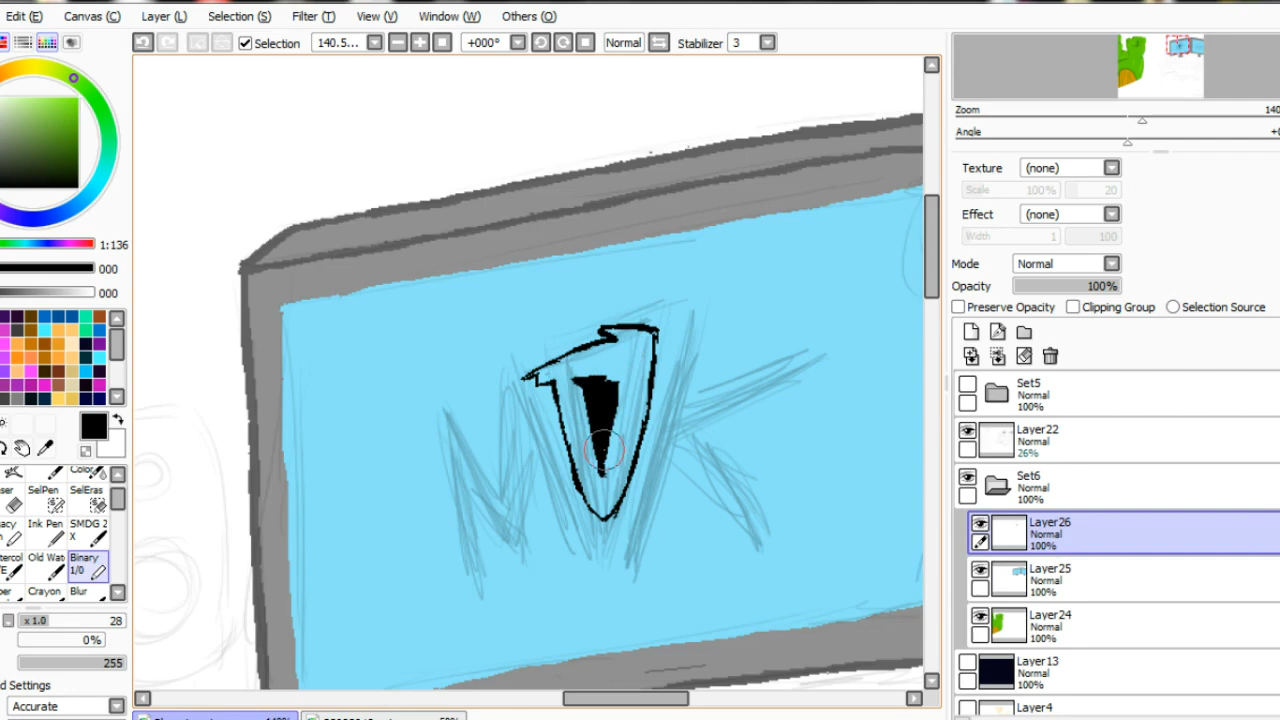 Edit (E) Canvas (C) Layer (L) Selection (S) Filter (T) View (V) Window (W) Others (O)
Selection 140.5... +000° Normal Stabilizer 3
Zoom 140
Angle +0
Texture (none)
Scale 100% 20
Effect (none)
Width 1 100
Mode Normal
Opacity 100%
Preserve Opacity Clipping Group Selection Source
1:136
000
000
Color
SelPen SelEras
Ink Pen SMDG 2
X
Old Wat Binary
1/0
Crayon Blur
x 1.0 28
0%
255
d Settings
Accurate
Set5
Normal
100%
Layer22
Normal
26%
Set6
Normal
100%
Layer26
Normal
100%
Layer25
Normal
100%
Layer24
Normal
100%
Layer13
Normal
100%
Layer4
M K